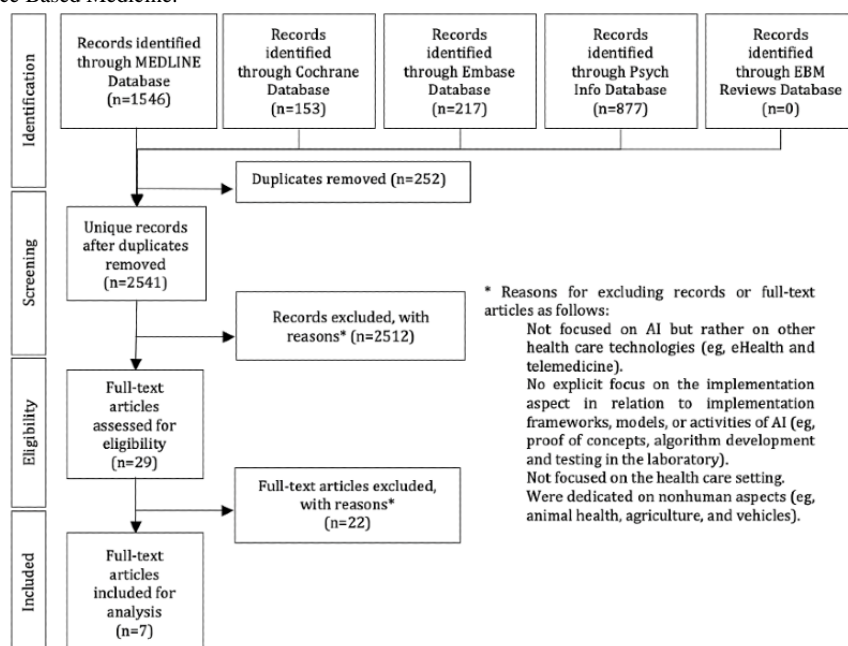 Records identified
through MEDLINE
Database
(n=1546)
Records
identified
through Cochrane
Database
(n=153)
Records
identified
through Embase
Database
(n=217)
Records
identified
through Psych
Info Database
(n=877)
Records
identified
through EBM
Reviews Database
(n=0)
Identification
Duplicates removed (n=252)
Screening
Unique records
after duplicates
removed
(n=2541)
Records excluded, with
reasons* (n=2512)
Eligibility
Full-text
articles
assessed for
eligibility
(n=29)
Full-text articles excluded,
with reasons*
(n=22)
Included
Full-text
articles
included for
analysis
(n=7)
* Reasons for excluding records or full-text
articles as follows:
Not focused on AI but rather on other
health care technologies (eg, eHealth and
telemedicine).
No explicit focus on the implementation
aspect in relation to implementation
frameworks, models, or activities of AI (eg,
proof of concepts, algorithm development
and testing in the laboratory).
Not focused on the health care setting.
Were dedicated on nonhuman aspects (eg,
animal health, agriculture, and vehicles).